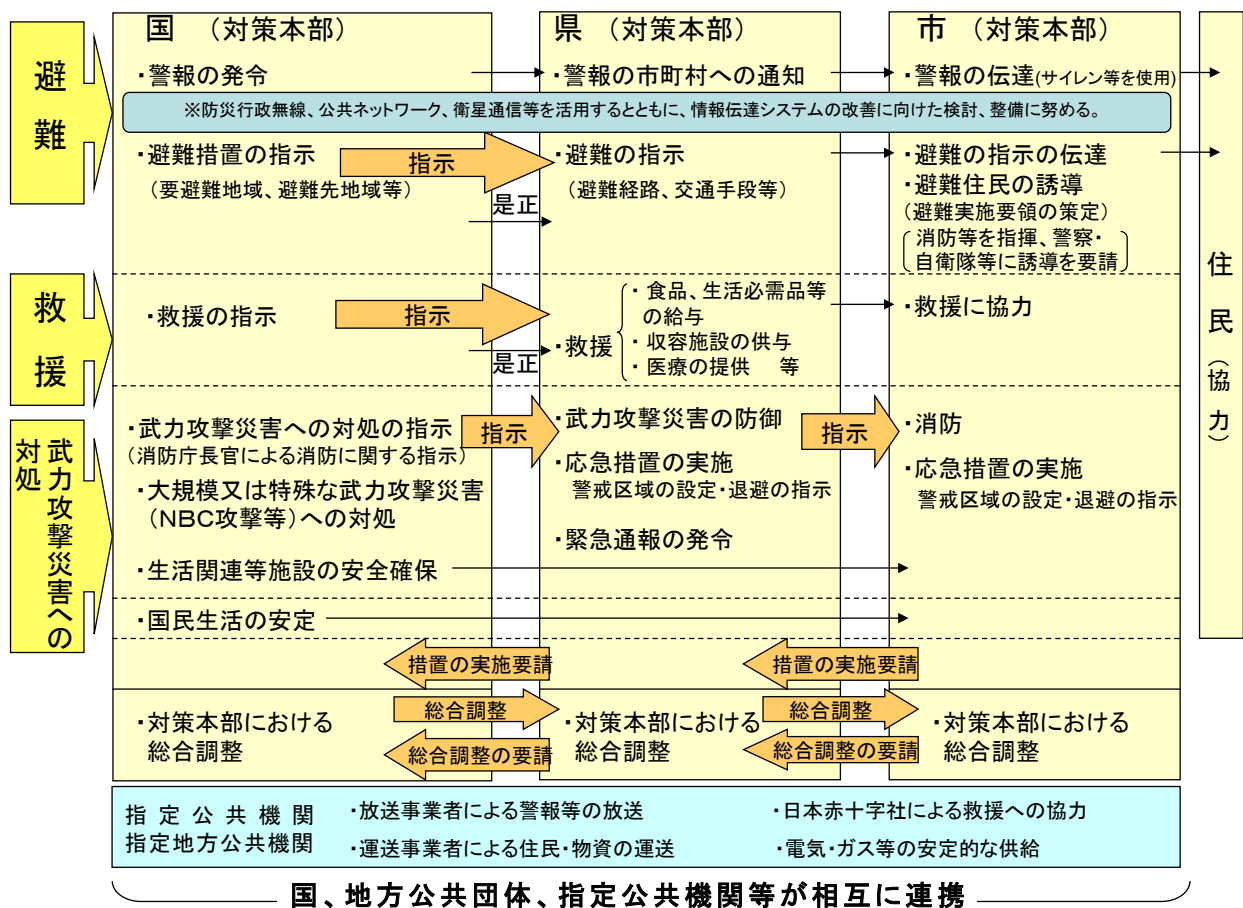 国 （対策本部）
県 （対策本部）
市 （対策本部）
避難
・警報の発令
・警報の市町村への通知
・警報の伝達(サイレン等を使用)
※防災行政無線、公共ネットワーク、衛星通信等を活用するとともに、情報伝達システムの改善に向けた検討、整備に努める。
・避難措置の指示
（要避難地域、避難先地域等）
指示
是正
・避難の指示
（避難経路、交通手段等）
・避難の指示の伝達
・避難住民の誘導
（避難実施要領の策定）
消防等を指揮、警察・
自衛隊等に誘導を要請
救援
・救援の指示
指示
是正
・救援
・ 食品、生活必需品等
の給与
・ 収容施設の供与
・ 医療の提供 等
・救援に協力
武力攻撃災害への
対処
・武力攻撃災害への対処の指示
（消防庁長官による消防に関する指示）
・大規模又は特殊な武力攻撃災害
（ＮＢＣ攻撃等）への対処
指示
・武力攻撃災害の防御
・応急措置の実施
警戒区域の設定・退避の指示
・緊急通報の発令
指示
・消防
・応急措置の実施
警戒区域の設定・退避の指示
・生活関連等施設の安全確保
・国民生活の安定
措置の実施要請
措置の実施要請
・対策本部における
総合調整
総合調整
総合調整の要請
・対策本部における
総合調整
総合調整
総合調整の要請
・対策本部における
総合調整
住民（協力）
指定公共機関
指定地方公共機関
・放送事業者による警報等の放送
・日本赤十字社による救援への協力
・運送事業者による住民・物資の運送
・電気・ガス等の安定的な供給
国、地方公共団体、指定公共機関等が相互に連携